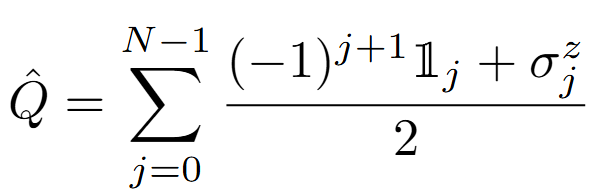 $$\hat{Q} = \sum_{j=0}^{N-1} \frac{(-1)^{j+1} \mathbb{1}_j + \sigma_j^z}{2}$$